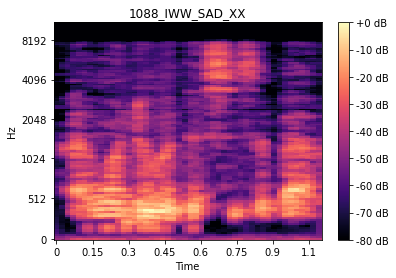 1088_IWW_SAD_XX
+0 dB
8192
-10 dB
4096
-20 dB
-30 dB
2048
Hz
-40 dB
1024
-50 dB
-60 dB
512
-70 dB
0
-80 dB
0 0.15 0.3 0.45 0.6 0.75 0.9 1.1
Time